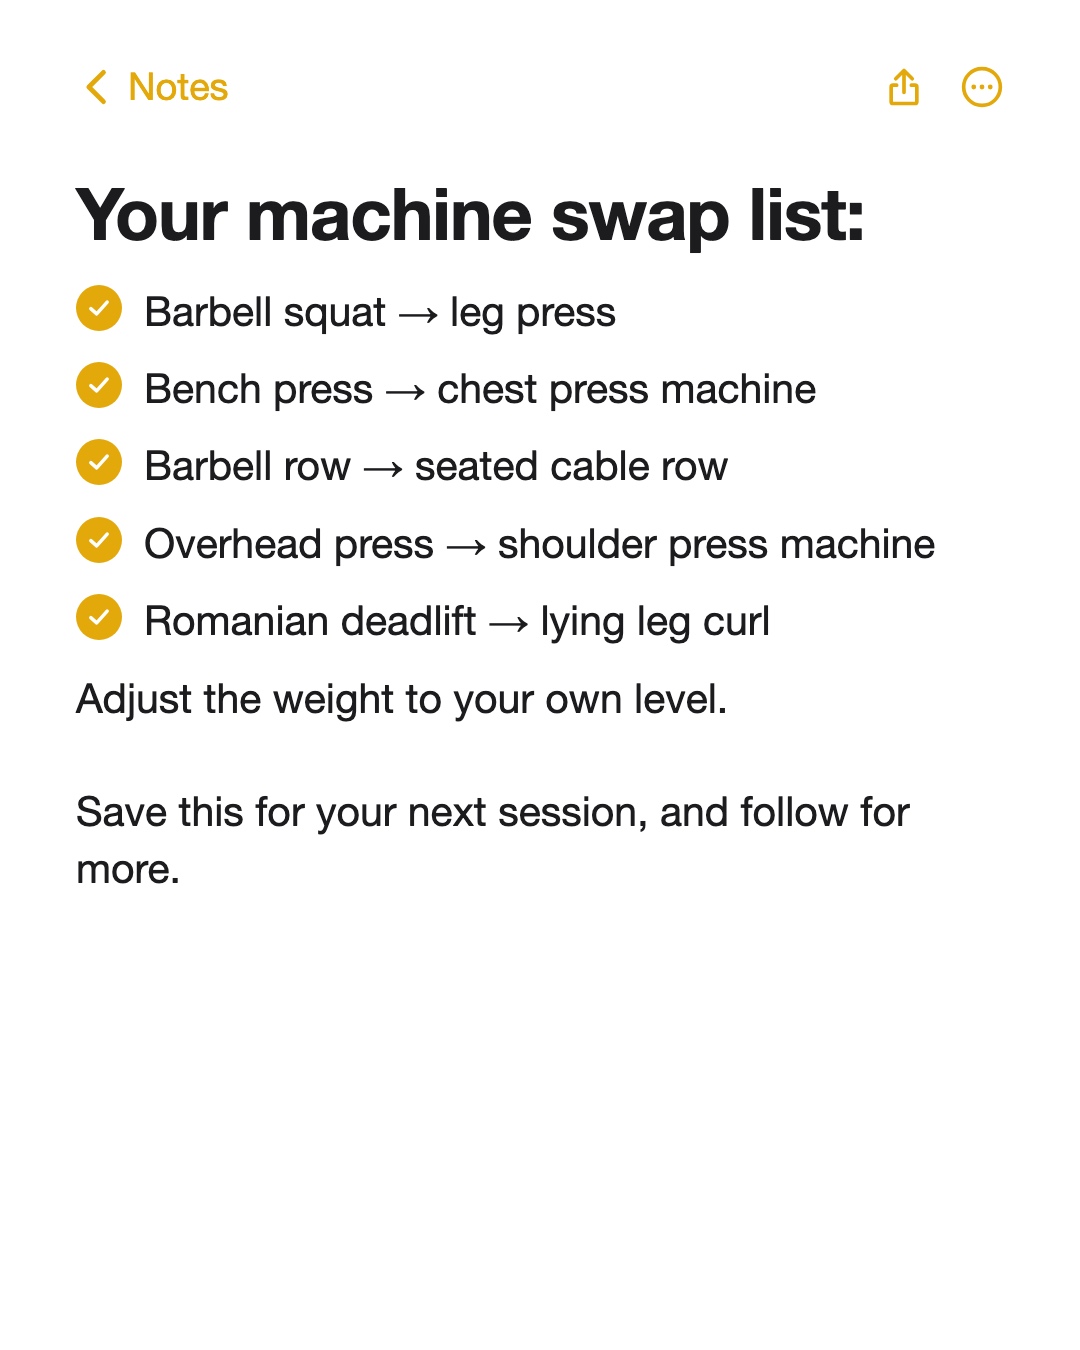 Notes
Your machine swap list:
Barbell squat → leg press
Bench press → chest press machine
Barbell row → seated cable row
Overhead press → shoulder press machine
Romanian deadlift → lying leg curl
Adjust the weight to your own level.
Save this for your next session, and follow for
more.